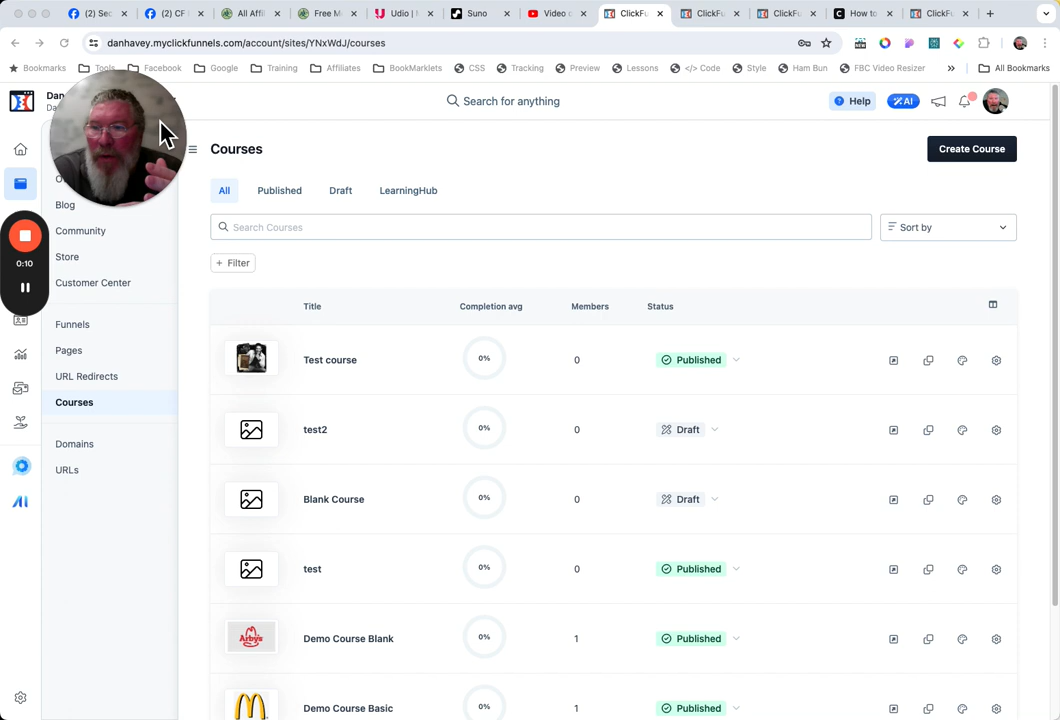 (2) Sec
(2) CF
All Affil
Free Me
Udio | M
Suno
Video o
ClickFu
ClickFu
ClickFu
How to
ClickFu
danhavey.myclickfunnels.com/account/sites/YNxWdJ/courses
Bookmarks
Tools
Facebook
Google
Training
Affiliates
BookMarklets
CSS
Tracking
Preview
Lessons
</> Code
Style
Ham Bun
FBC Video Resizer
»
All Bookmarks
Dan
Da
Search for anything
? Help
AI
Courses
Create Course
All
Published
Draft
LearningHub
Search Courses
Sort by
+ Filter
O
Blog
Community
Store
Customer Center
Funnels
Pages
URL Redirects
Courses
Domains
URLs
0:10
AI
Title
Completion avg
Members
Status
Test course
0%
0
Published
test2
0%
0
Draft
Blank Course
0%
0
Draft
test
0%
0
Published
Arby's
Demo Course Blank
0%
1
Published
Demo Course Basic
0%
1
Published